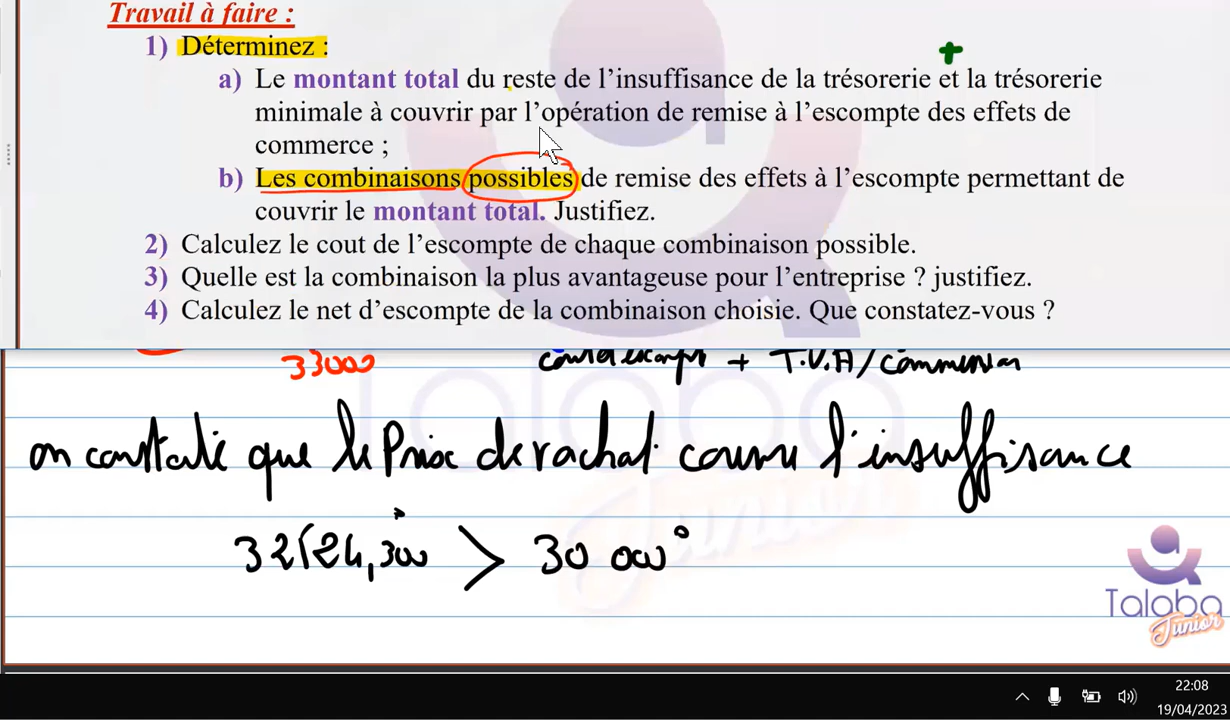 Travail à faire :
1) Déterminez :
+
a) Le montant total du reste de l’insuffisance de la trésorerie et la trésorerie
minimale à couvrir par l’opération de remise à l’escompte des effets de
commerce ;
b) Les combinaisons possibles de remise des effets à l’escompte permettant de
couvrir le montant total. Justifiez.
2) Calculez le cout de l’escompte de chaque combinaison possible.
3) Quelle est la combinaison la plus avantageuse pour l’entreprise ? justifiez.
4) Calculez le net d’escompte de la combinaison choisie. Que constatez-vous ?
33000 + T.V.A / commission
on constate que le Prix de rachat couvre l'insuffisance
> 30 000
Taloba
Junior
22:08
19/04/2023